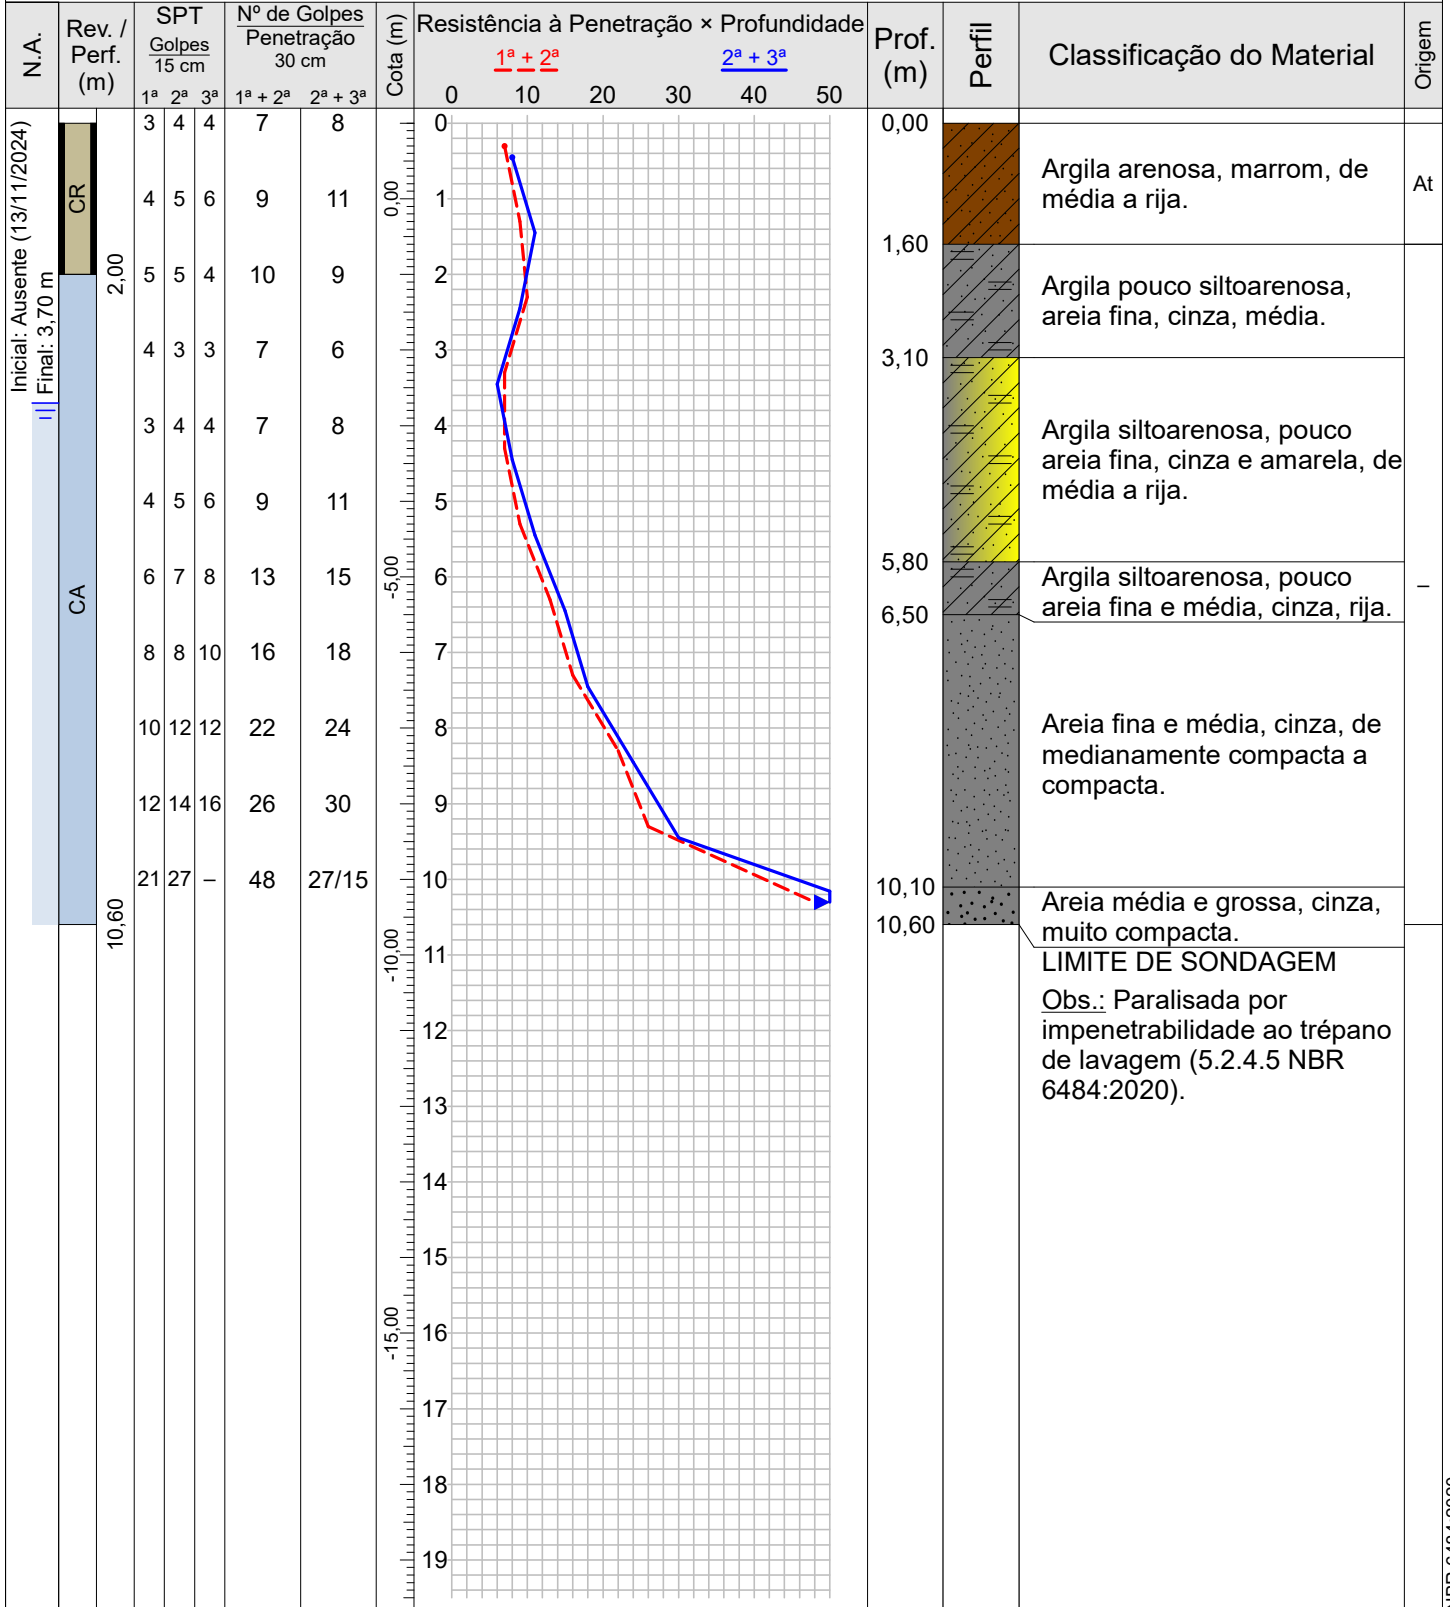 N.A.
Rev. /
Perf.
(m)
SPT
Golpes
15 cm
1ª 2ª 3ª
Nº de Golpes
Penetração
30 cm
1ª + 2ª 2ª + 3ª
Cota (m)
Resistência à Penetração × Profundidade
1ª + 2ª 2ª + 3ª
0 10 20 30 40 50
Prof.
(m)
Perfil
Classificação do Material
Origem
Inicial: Ausente (13/11/2024)
Final: 3,70 m
CR
2,00
CA
10,60
3 4 4 7 8
4 5 6 9 11
5 5 4 10 9
4 3 3 7 6
3 4 4 7 8
4 5 6 9 11
6 7 8 13 15
8 8 10 16 18
10 12 12 22 24
12 14 16 26 30
21 27 – 48 27/15
0,00
-5,00
-10,00
-15,00
0
1
2
3
4
5
6
7
8
9
10
11
12
13
14
15
16
17
18
19
0,00
1,60
3,10
5,80
6,50
10,10
10,60
Argila arenosa, marrom, de
média a rija.
Argila pouco siltoarenosa,
areia fina, cinza, média.
Argila siltoarenosa, pouco
areia fina, cinza e amarela, de
média a rija.
Argila siltoarenosa, pouco
areia fina e média, cinza, rija.
Areia fina e média, cinza, de
medianamente compacta a
compacta.
Areia média e grossa, cinza,
muito compacta.
LIMITE DE SONDAGEM
Obs.: Paralisada por
impenetrabilidade ao trépano
de lavagem (5.2.4.5 NBR
6484:2020).
At
–